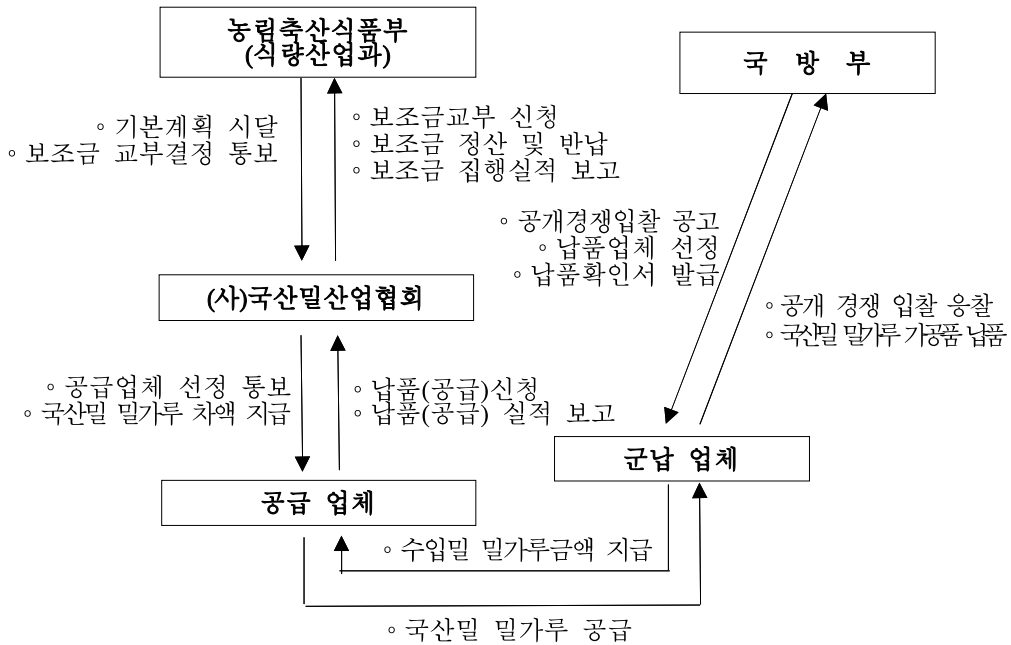 농림축산식품부
(식량산업과)
국 방 부
◦ 기본계획 시달
◦ 보조금 교부결정 통보
◦ 보조금교부 신청
◦ 보조금 정산 및 반납
◦ 보조금 집행실적 보고
◦ 공개경쟁입찰 공고
◦ 납품업체 선정
◦ 납품확인서 발급
(사)국산밀산업협회
◦ 공개 경쟁 입찰 응찰
◦ 국산밀 밀가루 가공품 납품
◦ 공급업체 선정 통보
◦ 국산밀 밀가루 차액 지급
◦ 납품(공급)신청
◦ 납품(공급) 실적 보고
군납 업체
공급 업체
◦ 수입밀 밀가루금액 지급
◦ 국산밀 밀가루 공급